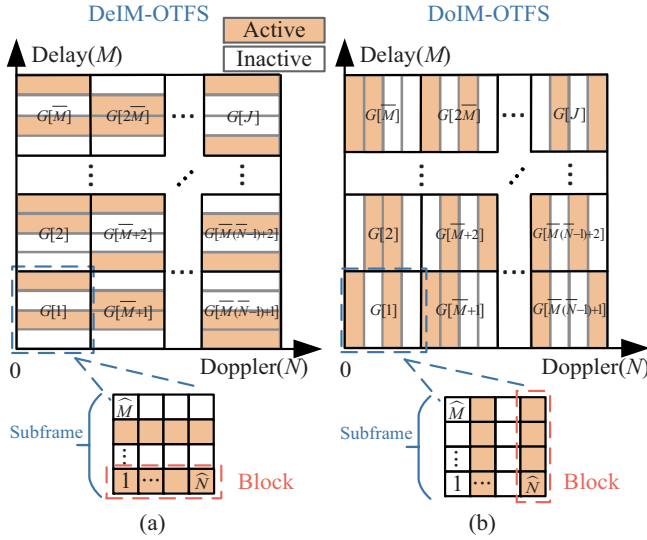 DeIM-OTFS
DoIM-OTFS
Delay(M)
Active
Inactive
Delay(M)
G[M̅]
G[2M̅]
...
G[J]
G[M̅]
G[2M̅]
...
G[J]
⋮
⋰
⋮
⋮
⋰
⋮
G[2]
G[M̅+2]
G[M̅(N̅-1)+2]
G[2]
G[M̅+2]
G[M̅(N̅-1)+2]
...
...
G[1]
G[M̅+1]
G[M̅(N̅-1)+1]
G[1]
G[M̅+1]
G[M̅(N̅-1)+1]
0
Doppler(N)
0
Doppler(N)
Subframe
M̂
⋮
1
...
N̂
Block
Subframe
M̂
⋮
1
...
N̂
Block
(a)
(b)